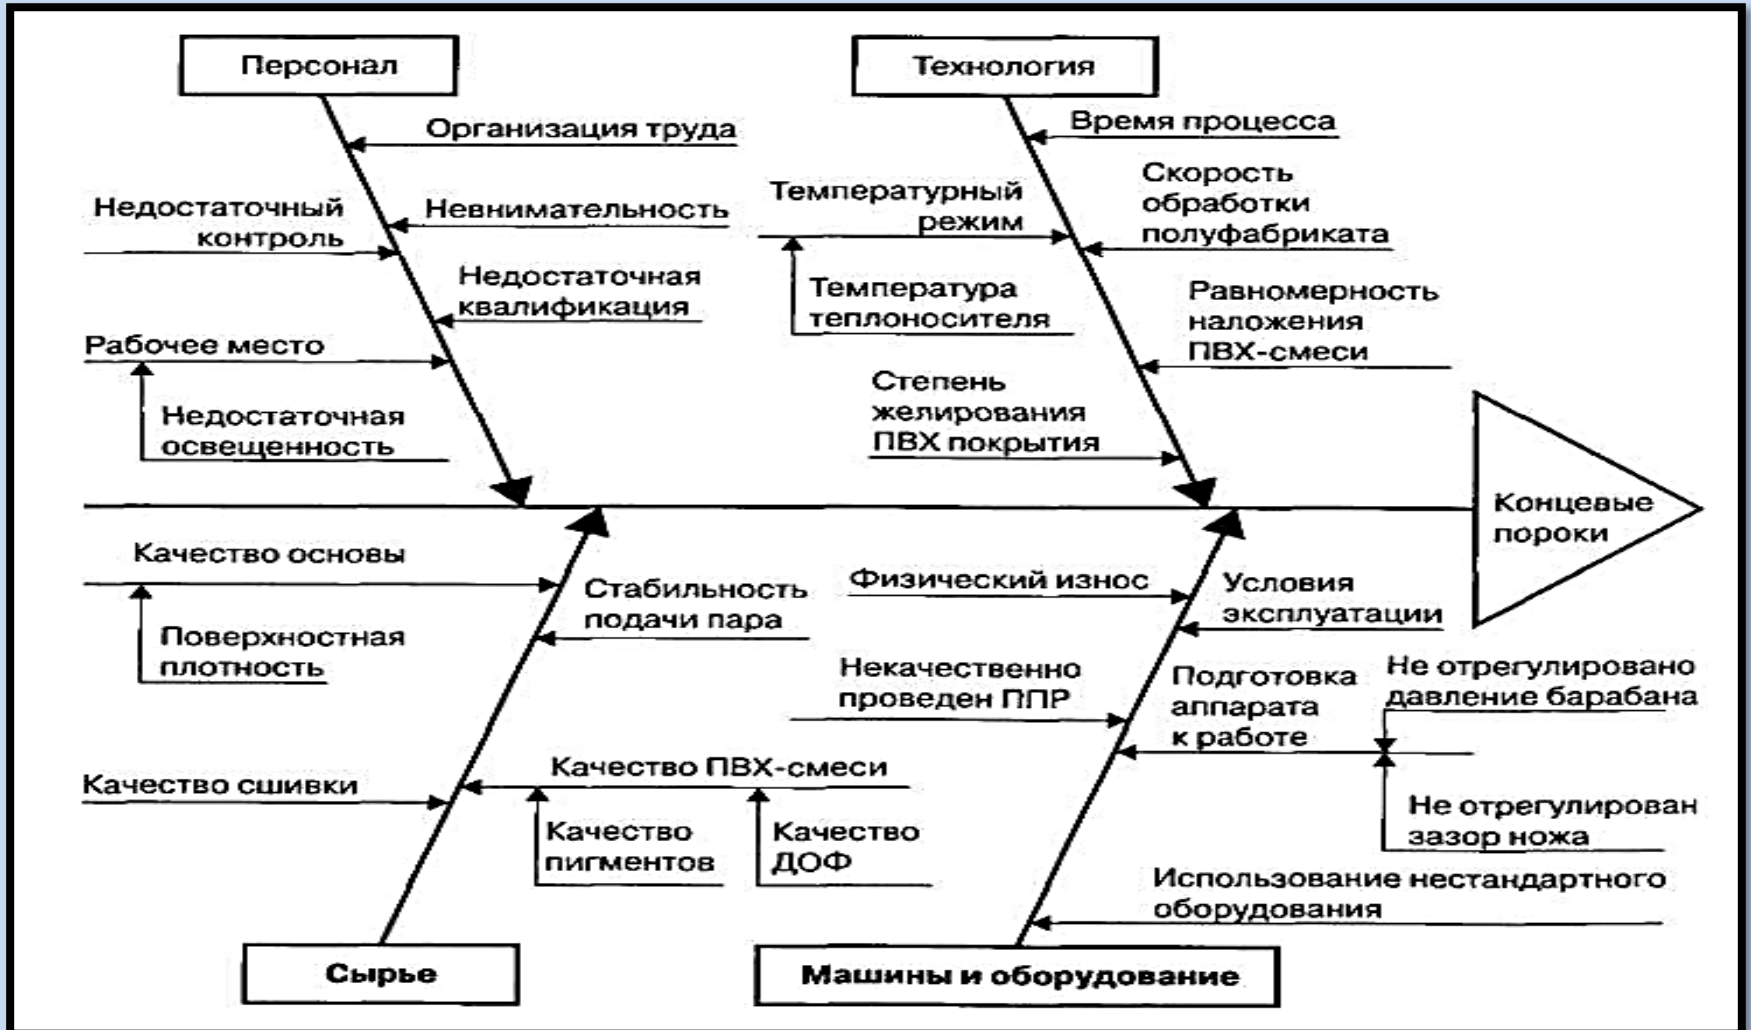 Персонал
Технология
Организация труда
Недостаточный
контроль
Невнимательность
Недостаточная
квалификация
Рабочее место
Недостаточная
освещенность
Время процесса
Температурный
режим
Скорость
обработки
полуфабриката
Температура
теплоносителя
Равномерность
наложения
ПВХ-смеси
Степень
желирования
ПВХ покрытия
Концевые
пороки
Качество основы
Стабильность
подачи пара
Поверхностная
плотность
Качество сшивки
Качество ПВХ-смеси
Качество
пигментов
Качество
ДОФ
Физический износ
Условия
эксплуатации
Некачественно
проведен ППР
Подготовка
аппарата
к работе
Не отрегулировано
давление барабана
Не отрегулирован
зазор ножа
Использование нестандартного
оборудования
Сырье
Машины и оборудование